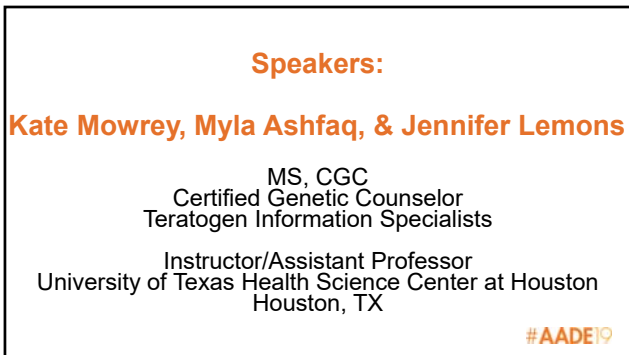 Speakers:
Kate Mowrey, Myla Ashfaq, & Jennifer Lemons
MS, CGC
Certified Genetic Counselor
Teratogen Information Specialists
Instructor/Assistant Professor
University of Texas Health Science Center at Houston
Houston, TX
#AADE19